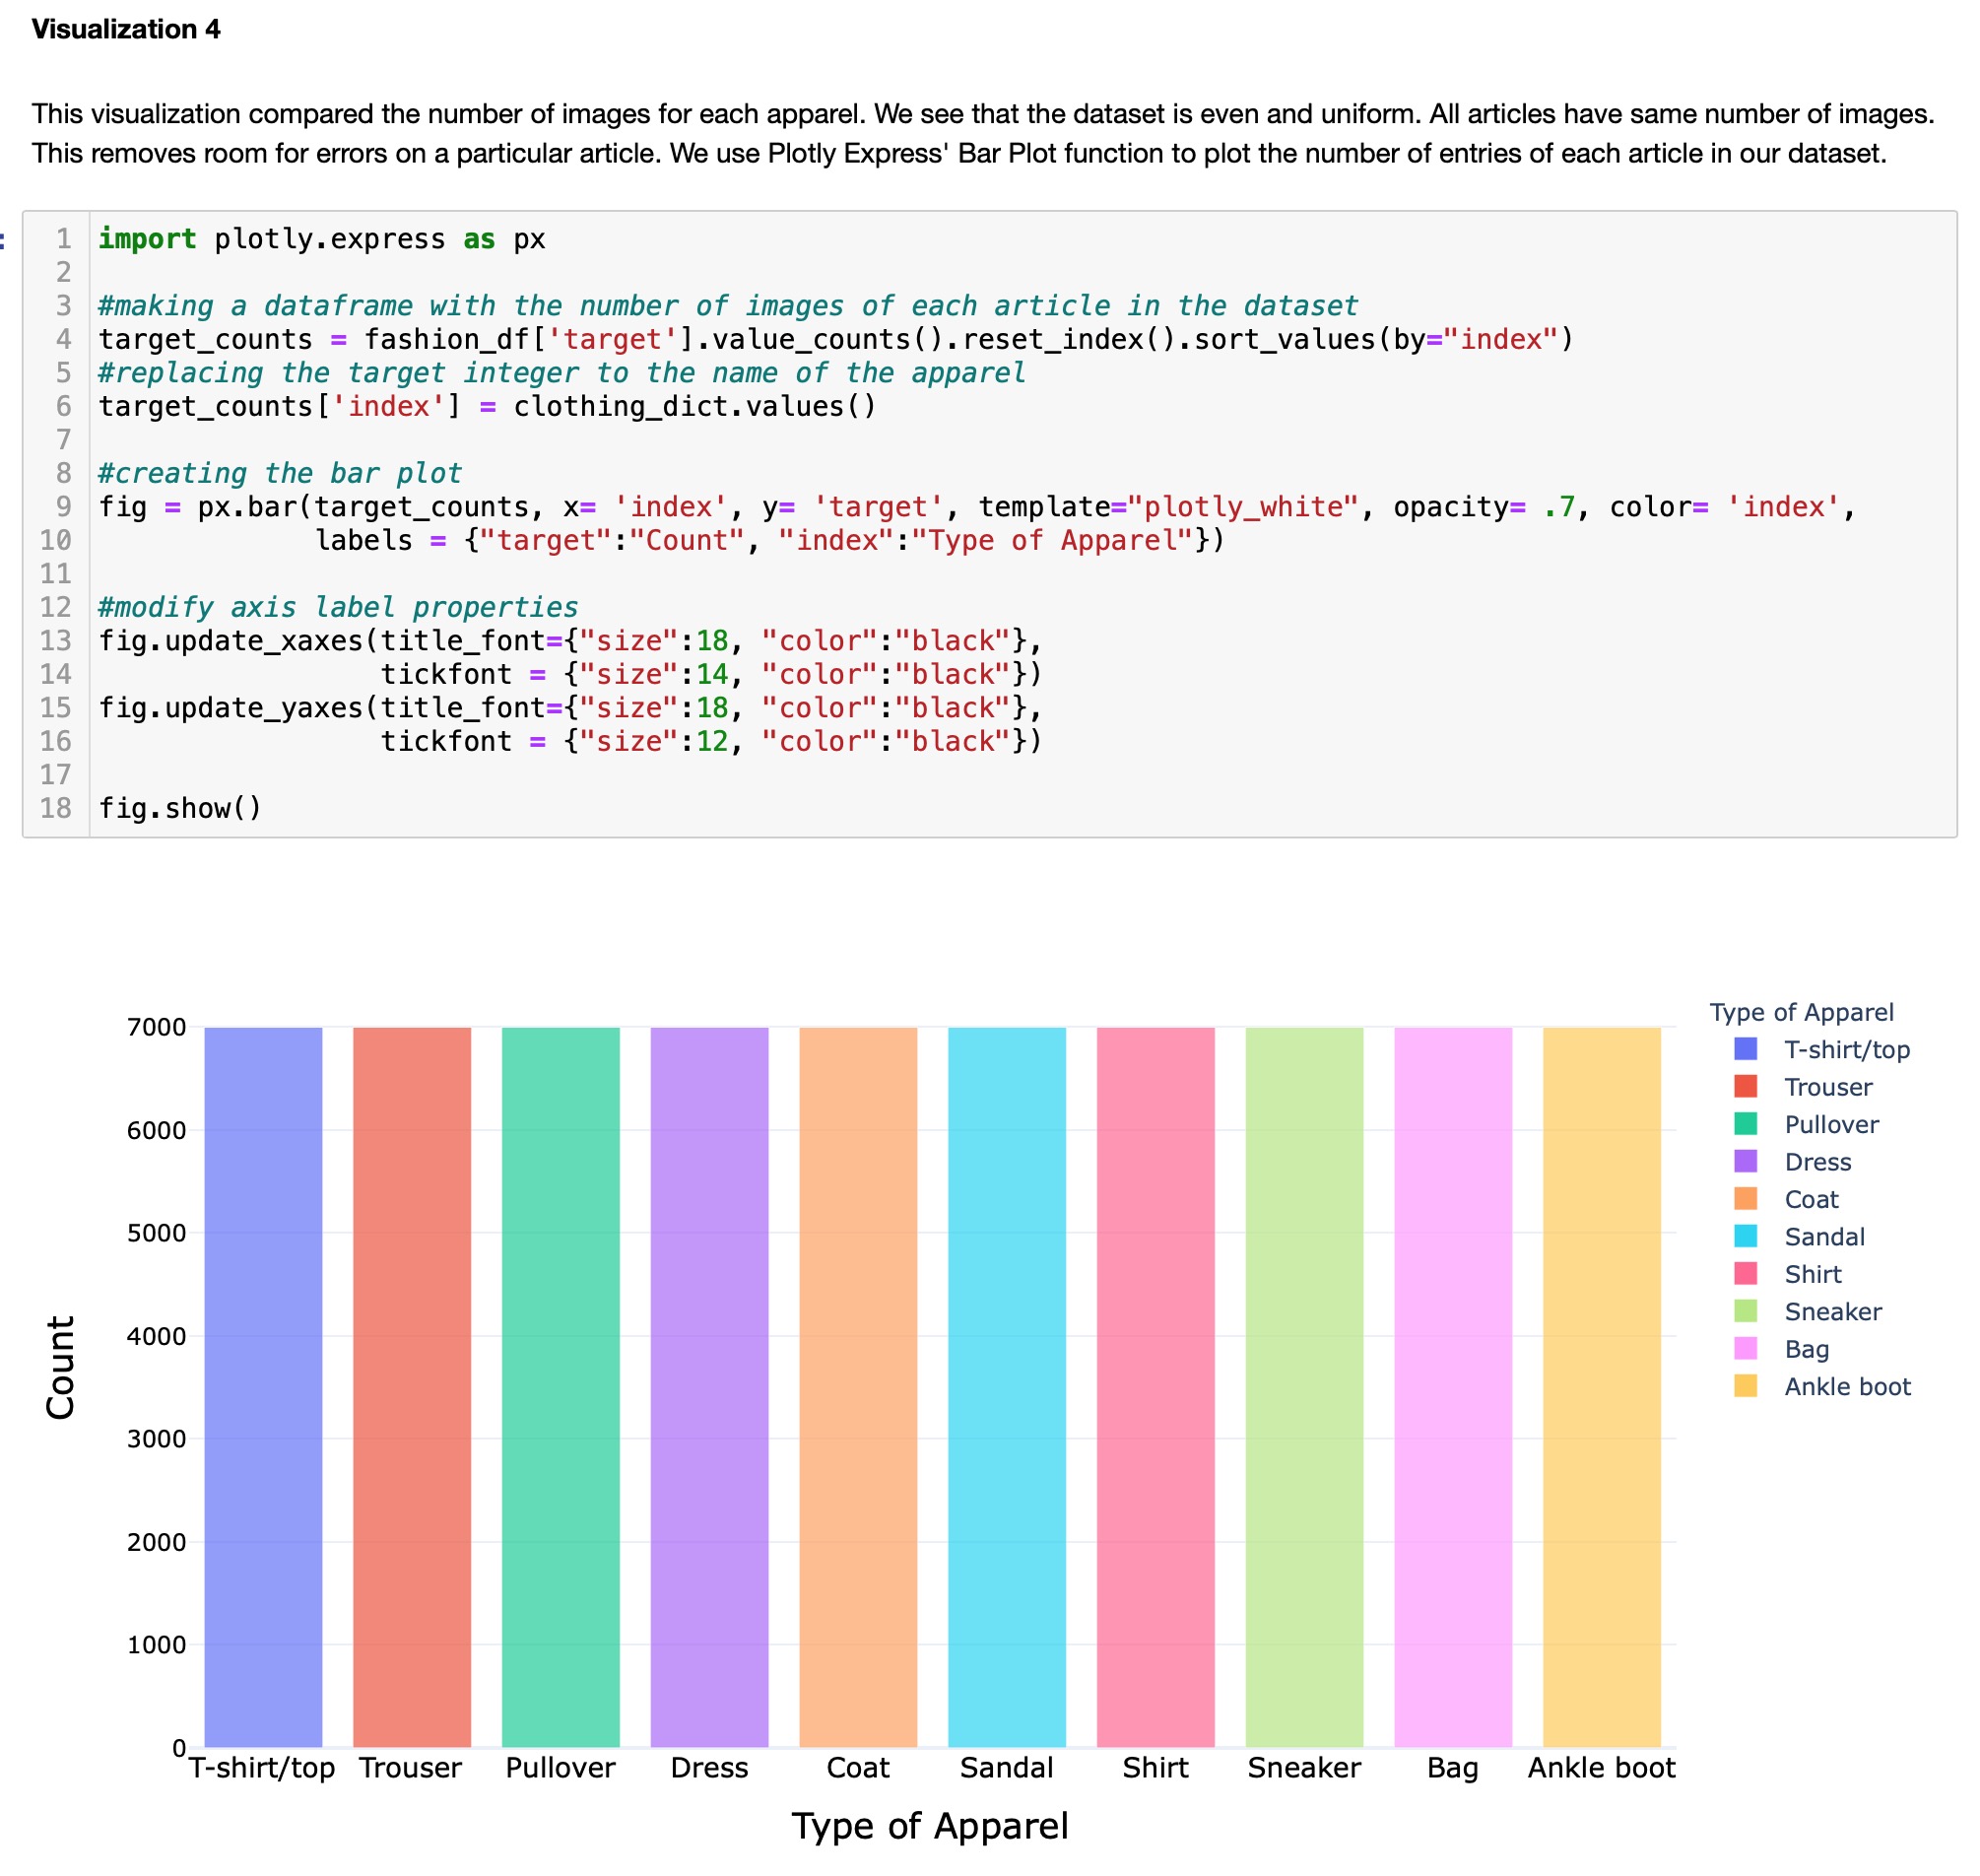 Visualization 4
This visualization compared the number of images for each apparel. We see that the dataset is even and uniform. All articles have same number of images.
This removes room for errors on a particular article. We use Plotly Express' Bar Plot function to plot the number of entries of each article in our dataset.
1 import plotly.express as px
2
3 #making a dataframe with the number of images of each article in the dataset
4 target_counts = fashion_df['target'].value_counts().reset_index().sort_values(by="index")
5 #replacing the target integer to the name of the apparel
6 target_counts['index'] = clothing_dict.values()
7
8 #creating the bar plot
9 fig = px.bar(target_counts, x= 'index', y= 'target', template="plotly_white", opacity= .7, color= 'index',
10 labels = {"target":"Count", "index":"Type of Apparel"})
11
12 #modify axis label properties
13 fig.update_xaxes(title_font={"size":18, "color":"black"},
14 tickfont = {"size":14, "color":"black"})
15 fig.update_yaxes(title_font={"size":18, "color":"black"},
16 tickfont = {"size":12, "color":"black"})
17
18 fig.show()
7000
6000
5000
4000
3000
2000
1000
0
Count
T-shirt/top Trouser Pullover Dress Coat Sandal Shirt Sneaker Bag Ankle boot
Type of Apparel
Type of Apparel
T-shirt/top
Trouser
Pullover
Dress
Coat
Sandal
Shirt
Sneaker
Bag
Ankle boot